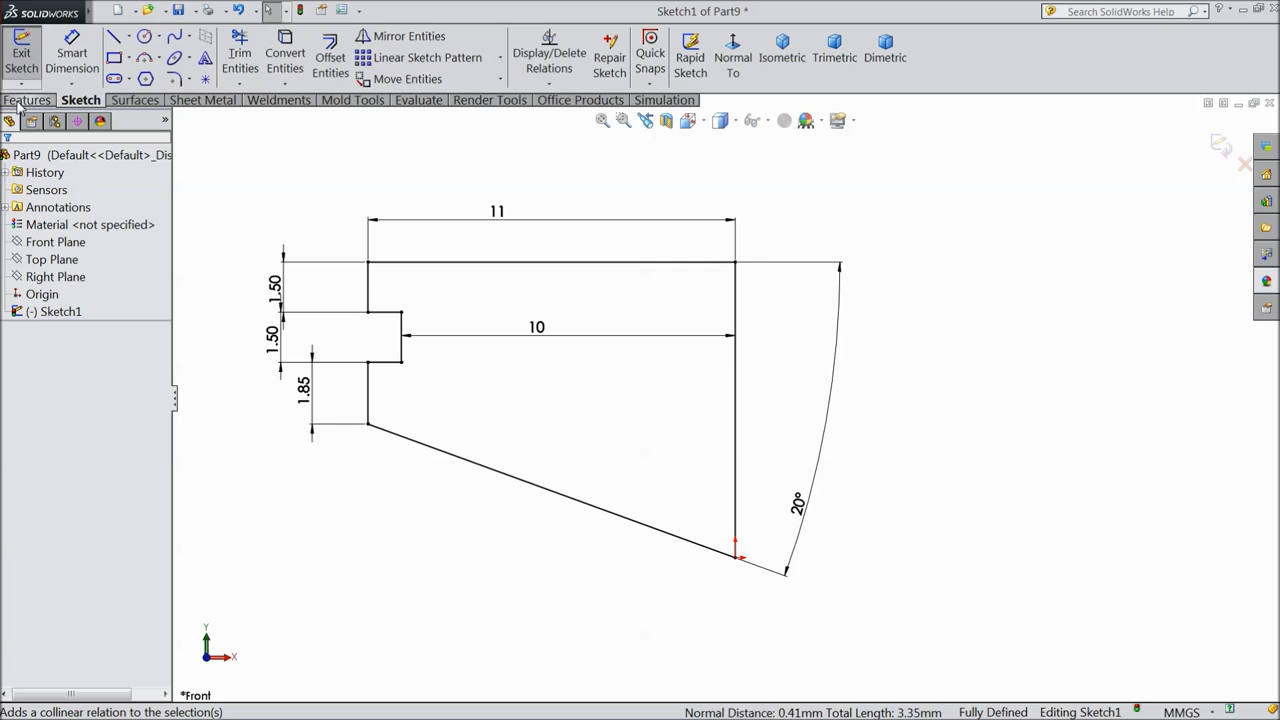 SOLIDWORKS
Sketch1 of Part9 *
Search SolidWorks Help
Exit Sketch
Smart Dimension
Trim Entities
Convert Entities
Offset Entities
Mirror Entities
Linear Sketch Pattern
Move Entities
Display/Delete Relations
Repair Sketch
Quick Snaps
Rapid Sketch
Normal To
Isometric
Trimetric
Dimetric
Features
Sketch
Surfaces
Sheet Metal
Weldments
Mold Tools
Evaluate
Render Tools
Office Products
Simulation
Part9 (Default<<Default>_Dis
History
Sensors
Annotations
Material <not specified>
Front Plane
Top Plane
Right Plane
Origin
(-) Sketch1
11
1.50
10
1.50
1.85
20°
Y
X
*Front
Adds a collinear relation to the selection(s)
Normal Distance: 0.41mm Total Length: 3.35mm
Fully Defined
Editing Sketch1
MMGS